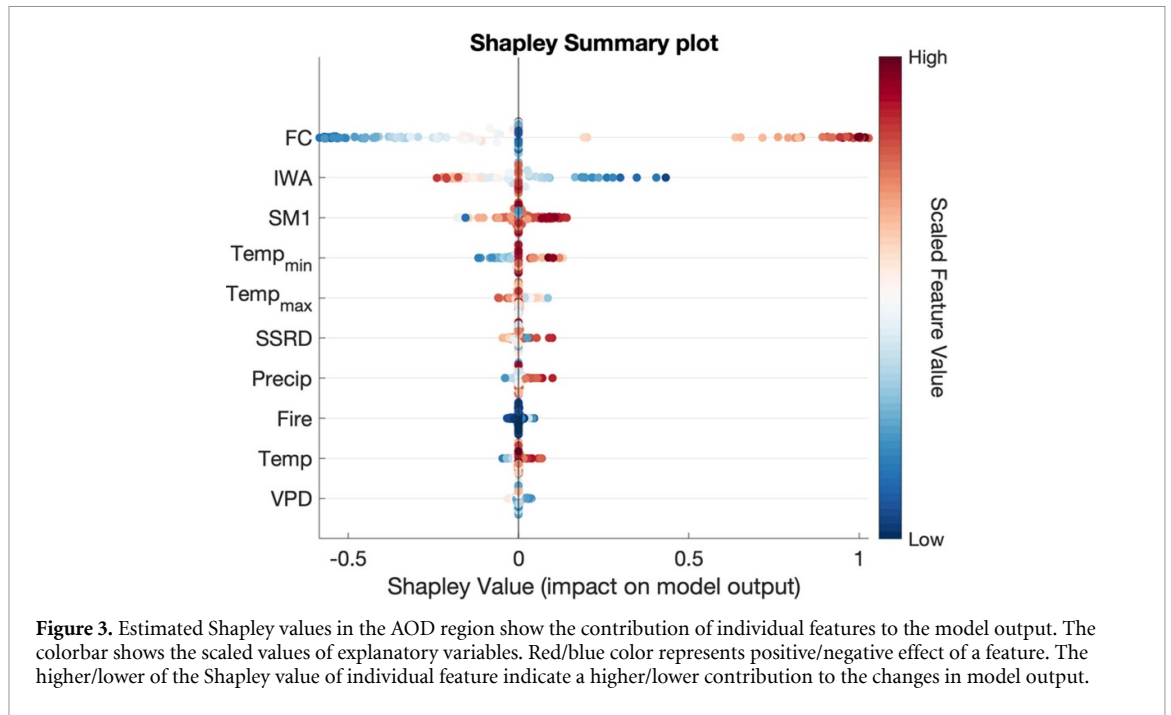 Shapley Summary plot
High
FC
IWA
SM1
Temp_min
Temp_max
SSRD
Precip
Fire
Temp
VPD
Scaled Feature Value
Low
-0.5 0 0.5 1
Shapley Value (impact on model output)
Figure 3. Estimated Shapley values in the AOD region show the contribution of individual features to the model output. The
colorbar shows the scaled values of explanatory variables. Red/blue color represents positive/negative effect of a feature. The
higher/lower of the Shapley value of individual feature indicate a higher/lower contribution to the changes in model output.